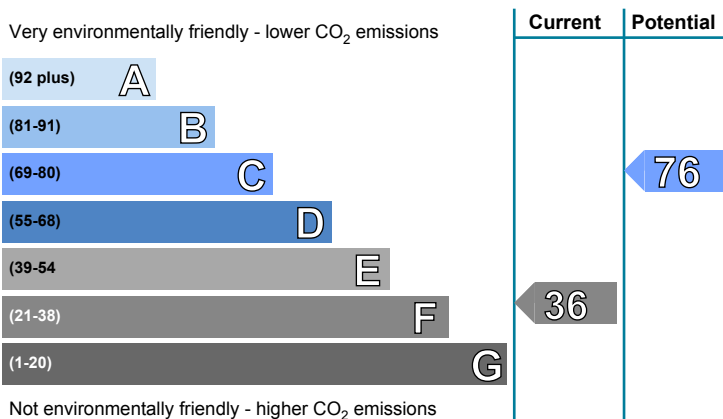 Current Potential
Very environmentally friendly - lower CO₂ emissions
(92 plus) A
(81-91) B
(69-80) C 76
(55-68) D
(39-54 E
(21-38) F 36
(1-20) G
Not environmentally friendly - higher CO₂ emissions